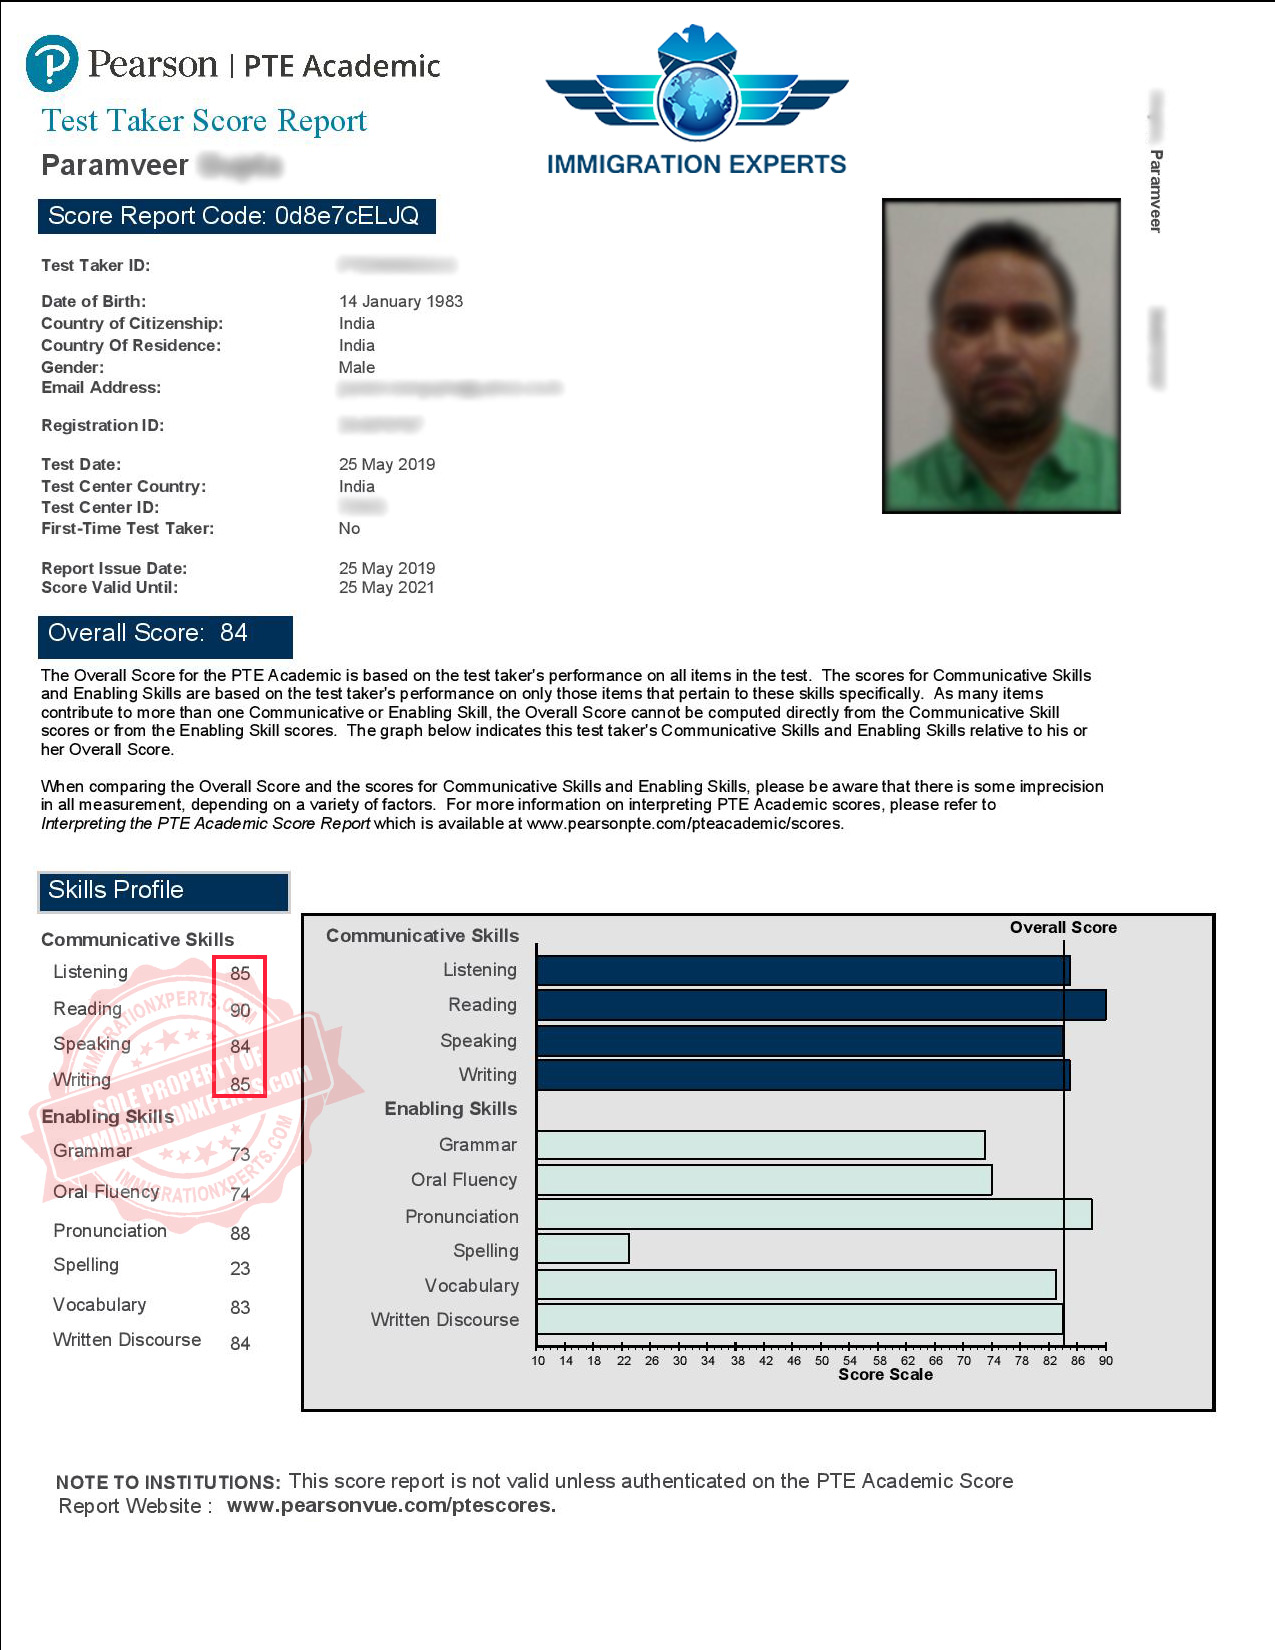 Pearson | PTE Academic
Test Taker Score Report
Paramveer
IMMIGRATION EXPERTS
Paramveer
Score Report Code: 0d8e7cELJQ
Test Taker ID:
Date of Birth: 14 January 1983
Country of Citizenship: India
Country Of Residence: India
Gender: Male
Email Address:
Registration ID:
Test Date: 25 May 2019
Test Center Country: India
Test Center ID:
First-Time Test Taker: No
Report Issue Date: 25 May 2019
Score Valid Until: 25 May 2021
Overall Score: 84
The Overall Score for the PTE Academic is based on the test taker's performance on all items in the test. The scores for Communicative Skills
and Enabling Skills are based on the test taker's performance on only those items that pertain to these skills specifically. As many items
contribute to more than one Communicative or Enabling Skill, the Overall Score cannot be computed directly from the Communicative Skill
scores or from the Enabling Skill scores. The graph below indicates this test taker's Communicative Skills and Enabling Skills relative to his or
her Overall Score.
When comparing the Overall Score and the scores for Communicative Skills and Enabling Skills, please be aware that there is some imprecision
in all measurement, depending on a variety of factors. For more information on interpreting PTE Academic scores, please refer to
Interpreting the PTE Academic Score Report which is available at www.pearsonpte.com/pteacademic/scores.
Skills Profile
Communicative Skills
Listening 85
Reading 90
Speaking 84
Writing 85
Enabling Skills
Grammar 73
Oral Fluency 74
Pronunciation 88
Spelling 23
Vocabulary 83
Written Discourse 84
IMMIGRATIONXPERTS.COM
SOLE PROPERTY OF
IMMIGRATIONXPERTS.com
IMMIGRATIONXPERTS.COM
Overall Score
Communicative Skills
Listening
Reading
Speaking
Writing
Enabling Skills
Grammar
Oral Fluency
Pronunciation
Spelling
Vocabulary
Written Discourse
10 14 18 22 26 30 34 38 42 46 50 54 58 62 66 70 74 78 82 86 90
Score Scale
NOTE TO INSTITUTIONS: This score report is not valid unless authenticated on the PTE Academic Score
Report Website : www.pearsonvue.com/ptescores.